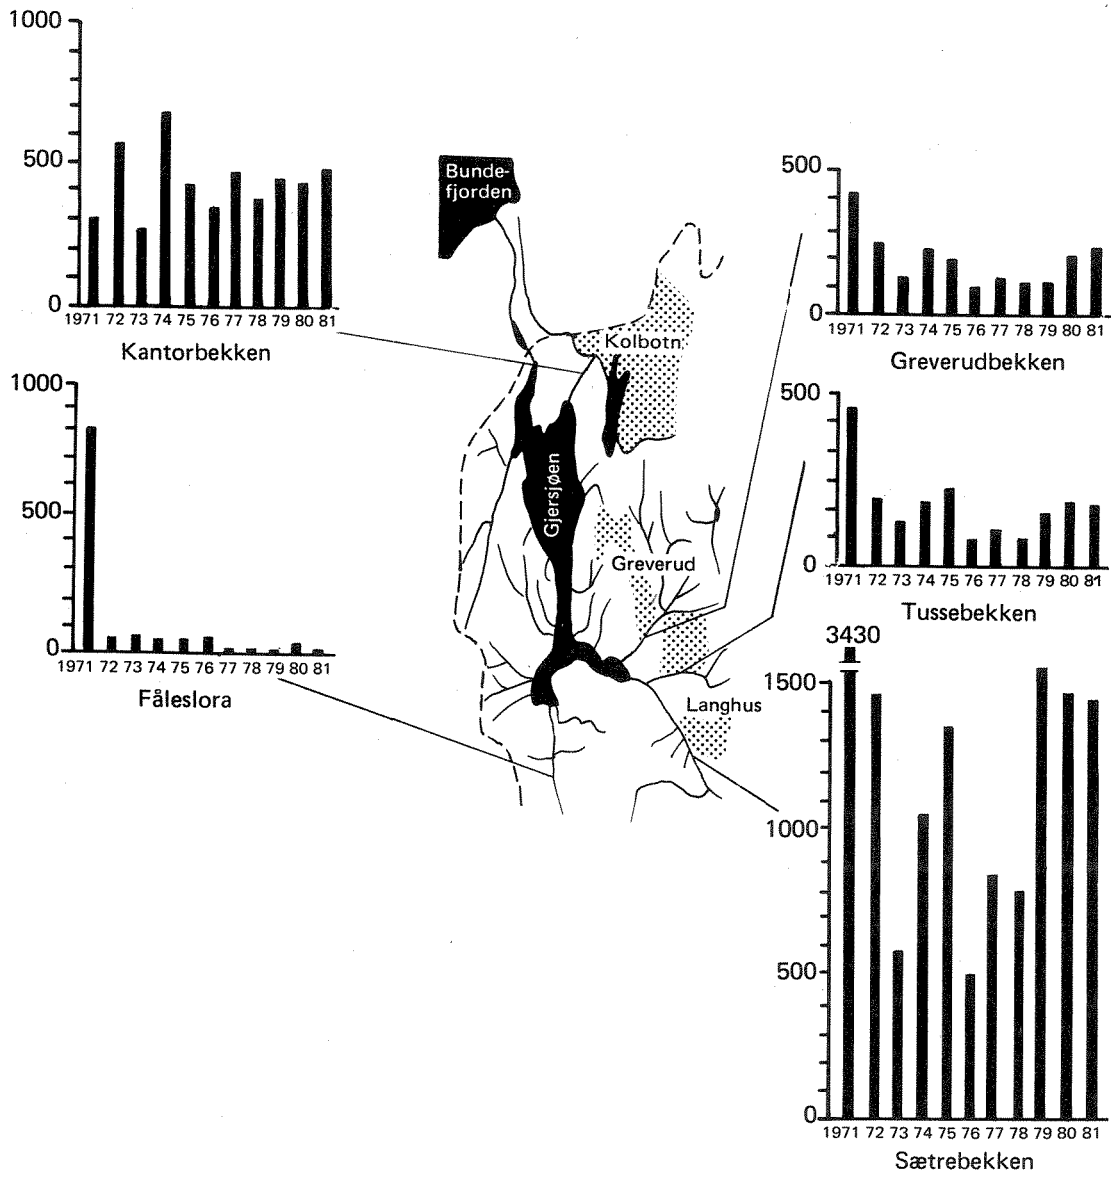 1000
500
0
1971 72 73 74 75 76 77 78 79 80 81
Kantorbekken
1000
500
0
1971 72 73 74 75 76 77 78 79 80 81
Fåleslora
Bunde-
fjorden
Kolbotn
Gjersjøen
Greverud
Langhus
500
0
1971 72 73 74 75 76 77 78 79 80 81
Greverudbekken
500
0
1971 72 73 74 75 76 77 78 79 80 81
Tussebekken
3430
1500
1000
500
0
1971 72 73 74 75 76 77 78 79 80 81
Sætrebekken